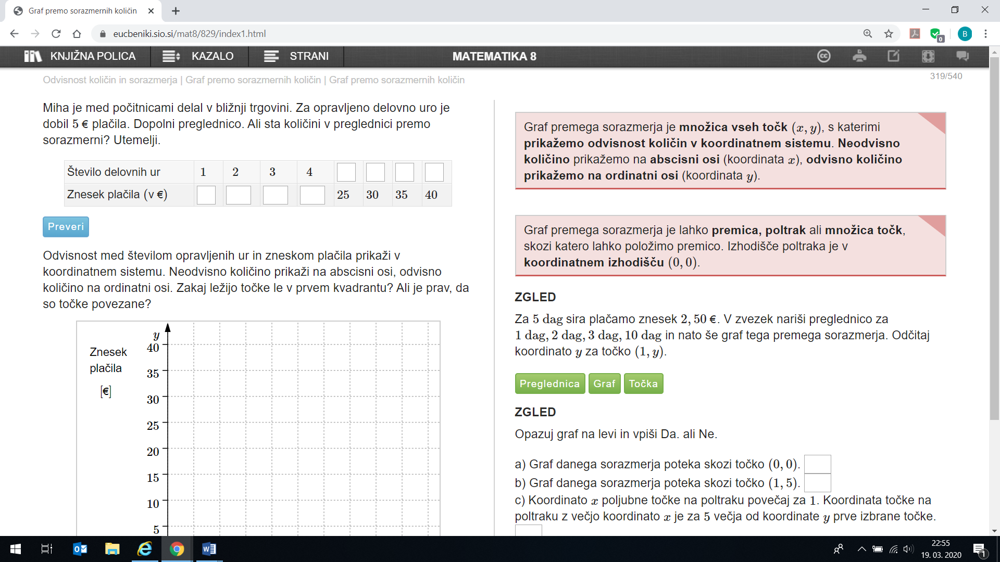 Graf premo sorazmernih količin
eucbeniki.sio.si/mat8/829/index1.html
0
B
KNJIŽNA POLICA
KAZALO
STRANI
MATEMATIKA 8
cc
Odvisnost količin in sorazmerja | Graf premo sorazmernih količin | Graf premo sorazmernih količin
319/540
Miha je med počitnicami delal v bližnji trgovini. Za opravljeno delovno uro je
dobil 5 € plačila. Dopolni preglednico. Ali sta količini v preglednici premo
sorazmerni? Utemelji.
Število delovnih ur 1 2 3 4
Znesek plačila (v €) 25 30 35 40
Preveri
Odvisnost med številom opravljenih ur in zneskom plačila prikaži v
koordinatnem sistemu. Neodvisno količino prikaži na abscisni osi, odvisno
količino na ordinatni osi. Zakaj ležijo točke le v prvem kvadrantu? Ali je prav, da
so točke povezane?
y
Znesek
plačila
[€]
40
35
30
25
20
15
10
5
Graf premega sorazmerja je množica vseh točk (x, y), s katerimi
prikažemo odvisnost količin v koordinatnem sistemu. Neodvisno
količino prikažemo na abscisni osi (koordinata x), odvisno količino
prikažemo na ordinatni osi (koordinata y).
Graf premega sorazmerja je lahko premica, poltrak ali množica točk,
skozi katero lahko položimo premico. Izhodišče poltraka je v
koordinatnem izhodišču (0, 0).
ZGLED
Za 5 dag sira plačamo znesek 2, 50 €. V zvezek nariši preglednico za
1 dag, 2 dag, 3 dag, 10 dag in nato še graf tega premega sorazmerja. Odčitaj
koordinato y za točko (1, y).
Preglednica
Graf
Točka
ZGLED
Opazuj graf na levi in vpiši Da. ali Ne.
a) Graf danega sorazmerja poteka skozi točko (0, 0).
b) Graf danega sorazmerja poteka skozi točko (1, 5).
c) Koordinato x poljubne točke na poltraku povečaj za 1. Koordinata točke na
poltraku z večjo koordinato x je za 5 večja od koordinate y prve izbrane točke.
22:55
19. 03. 2020
1